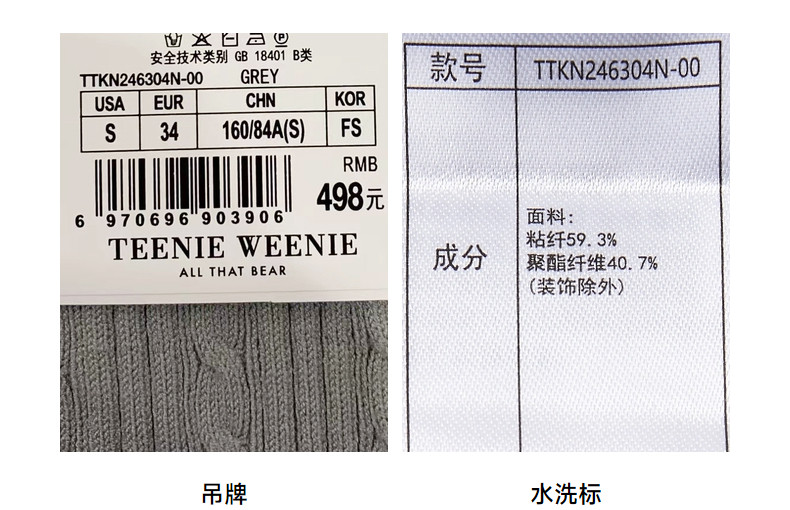 安全技术类别 GB 18401 B类
TTKN246304N-00 GREY
USA EUR CHN KOR
S 34 160/84A(S) FS
RMB
498元
6 970696 903906
TEENIE WEENIE
ALL THAT BEAR
款号 TTKN246304N-00
成分
面料:
粘纤59.3%
聚酯纤维40.7%
(装饰除外)
吊牌
水洗标